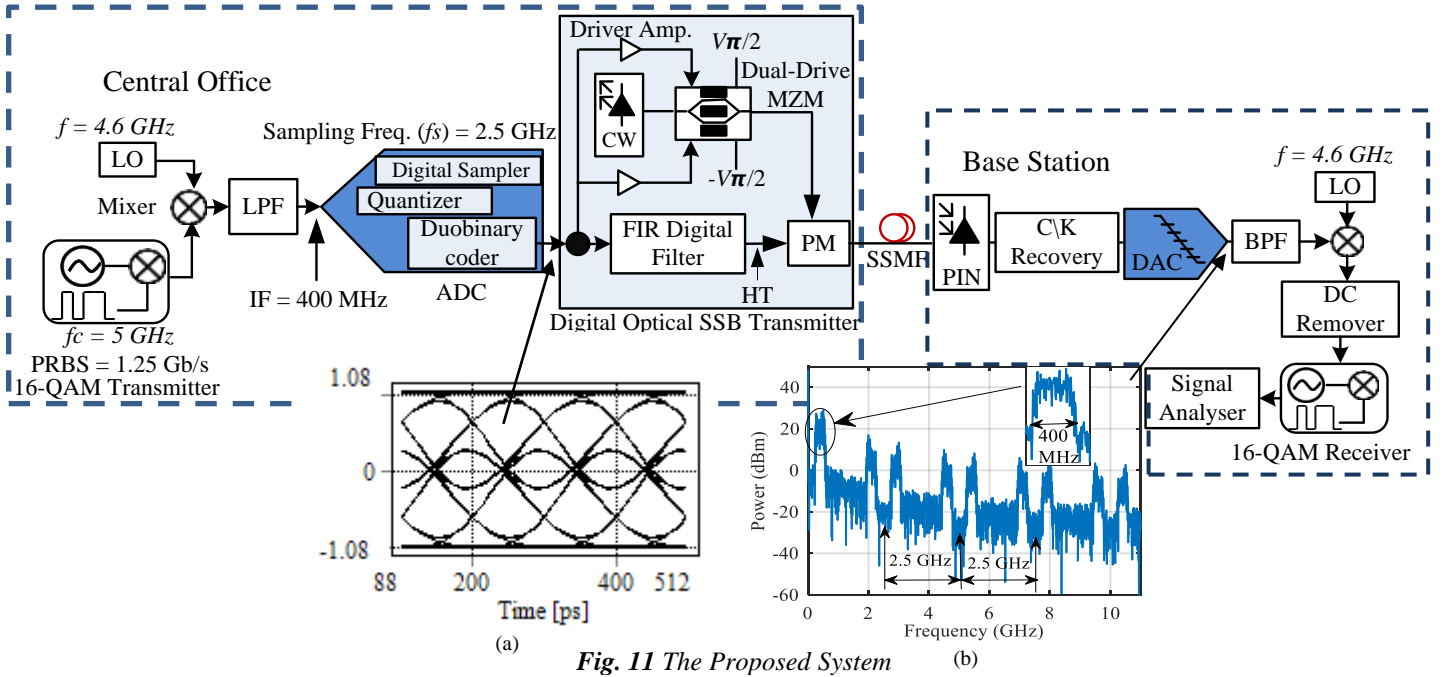 Central Office
f = 4.6 GHz
LO
Mixer
LPF
fc = 5 GHz
PRBS = 1.25 Gb/s
16-QAM Transmitter
IF = 400 MHz
Sampling Freq. (fs) = 2.5 GHz
Digital Sampler
Quantizer
Duobinary
coder
ADC
Driver Amp.
Vπ/2
Dual-Drive
MZM
CW
-Vπ/2
FIR Digital
Filter
HT
PM
Digital Optical SSB Transmitter
SSMF
Base Station
PIN
C\K
Recovery
DAC
BPF
f = 4.6 GHz
LO
DC
Remover
Signal
Analyser
16-QAM Receiver
1.08
0
-1.08
88
200
400
512
Time [ps]
(a)
40
20
0
-20
-40
-60
Power (dBm)
400
MHz
2.5 GHz
2.5 GHz
0
2
4
6
8
10
Frequency (GHz)
(b)
Fig. 11 The Proposed System